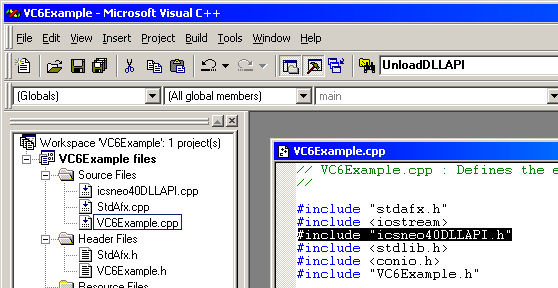 VC6Example - Microsoft Visual C++
File Edit View Insert Project Build Tools Window Help
UnloadDLLAPI
(Globals) (All global members) main
Workspace 'VC6Example': 1 project(s)
VC6Example files
Source Files
icsneo40DLLAPI.cpp
StdAfx.cpp
VC6Example.cpp
Header Files
StdAfx.h
VC6Example.h
Resource Files
VC6Example.cpp
// VC6Example.cpp : Defines the e
//
#include "stdafx.h"
#include <iostream>
#include "icsneo40DLLAPI.h"
#include <stdlib.h>
#include <conio.h>
#include "VC6Example.h"